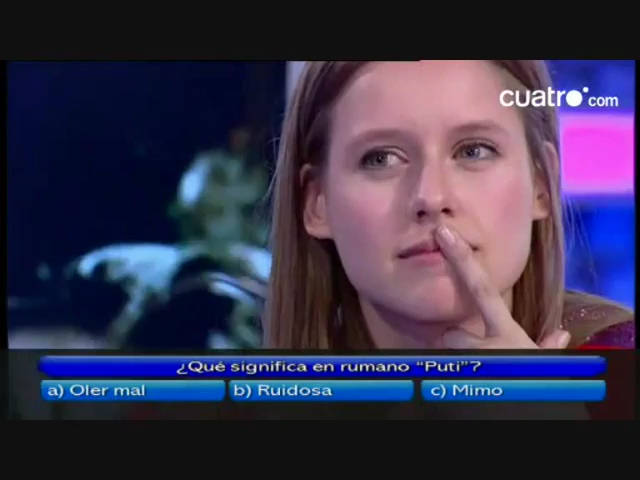 cuatro.com
¿Qué significa en rumano "Puti"?
a) Oler mal
b) Ruidosa
c) Mimo